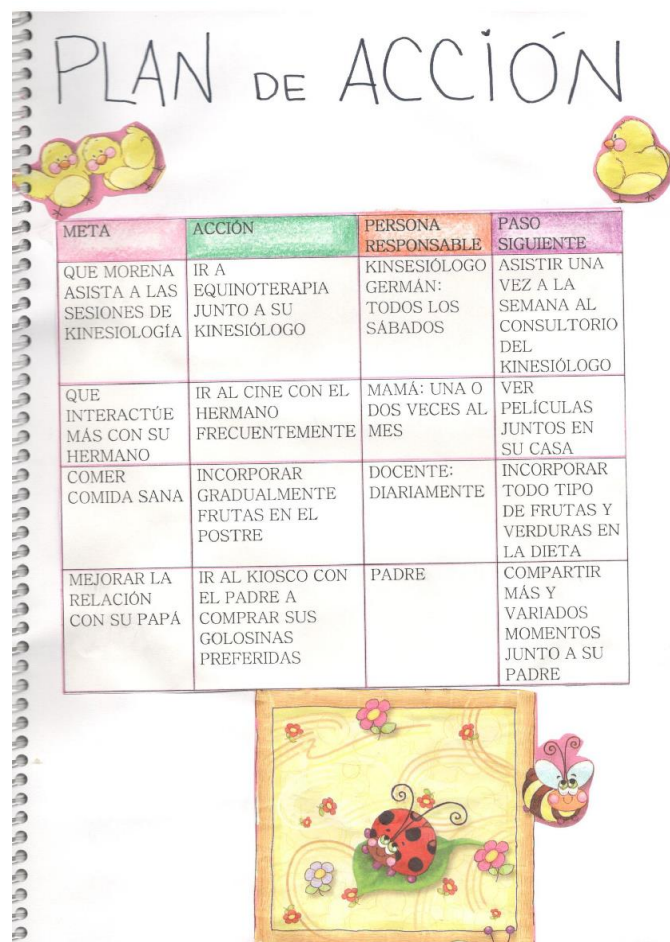 PLAN DE ACCIÓN
META
ACCIÓN
PERSONA
RESPONSABLE
PASO
SIGUIENTE
QUE MORENA
ASISTA A LAS
SESIONES DE
KINESIOLOGÍA
IR A
EQUINOTERAPIA
JUNTO A SU
KINESIÓLOGO
KINSESIÓLOGO
GERMÁN:
TODOS LOS
SÁBADOS
ASISTIR UNA
VEZ A LA
SEMANA AL
CONSULTORIO
DEL
KINESIÓLOGO
QUE
INTERACTÚE
MÁS CON SU
HERMANO
IR AL CINE CON EL
HERMANO
FRECUENTEMENTE
MAMÁ: UNA O
DOS VECES AL
MES
VER
PELÍCULAS
JUNTOS EN
SU CASA
COMER
COMIDA SANA
INCORPORAR
GRADUALMENTE
FRUTAS EN EL
POSTRE
DOCENTE:
DIARIAMENTE
INCORPORAR
TODO TIPO
DE FRUTAS Y
VERDURAS EN
LA DIETA
MEJORAR LA
RELACIÓN
CON SU PAPÁ
IR AL KIOSCO CON
EL PADRE A
COMPRAR SUS
GOLOSINAS
PREFERIDAS
PADRE
COMPARTIR
MÁS Y
VARIADOS
MOMENTOS
JUNTO A SU
PADRE